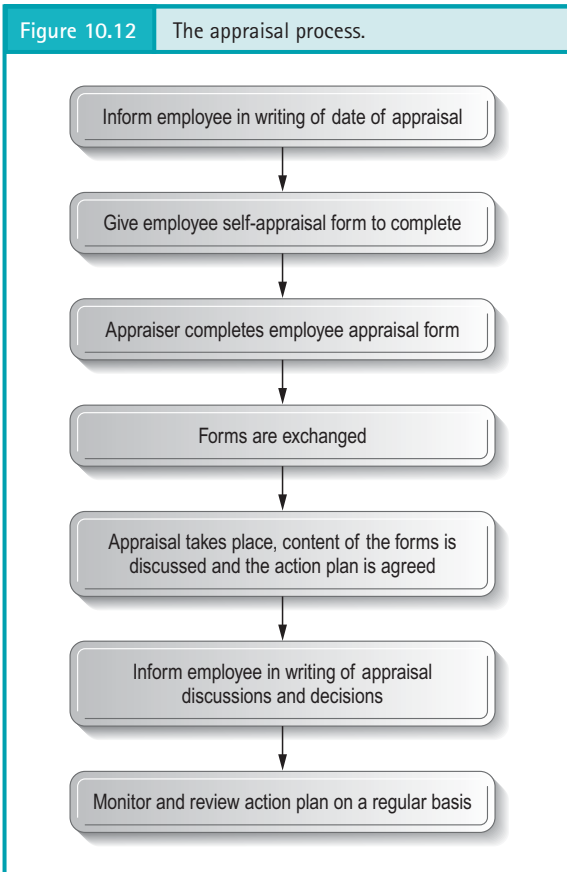 Figure 10.12 The appraisal process.
Inform employee in writing of date of appraisal
Give employee self-appraisal form to complete
Appraiser completes employee appraisal form
Forms are exchanged
Appraisal takes place, content of the forms is
discussed and the action plan is agreed
Inform employee in writing of appraisal
discussions and decisions
Monitor and review action plan on a regular basis